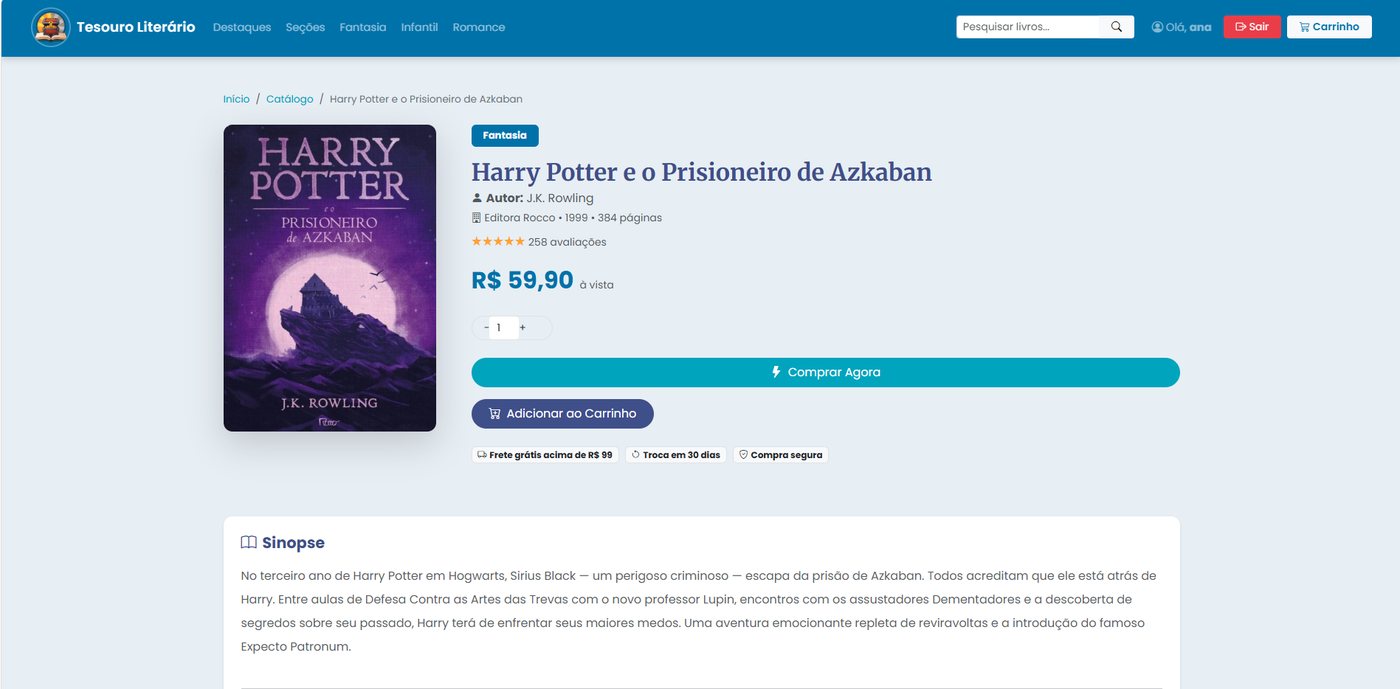 Tesouro Literário Destaques Seções Fantasia Infantil Romance Pesquisar livros... Olá, ana Sair Carrinho
Início / Catálogo / Harry Potter e o Prisioneiro de Azkaban
HARRY
POTTER
e o
PRISIONEIRO
de AZKABAN
J.K. ROWLING
Fantasia
Harry Potter e o Prisioneiro de Azkaban
Autor: J.K. Rowling
Editora Rocco • 1999 • 384 páginas
★★★★★ 258 avaliações
R$ 59,90 à vista
- 1 +
Comprar Agora
Adicionar ao Carrinho
Frete grátis acima de R$ 99 Troca em 30 dias Compra segura
Sinopse
No terceiro ano de Harry Potter em Hogwarts, Sirius Black — um perigoso criminoso — escapa da prisão de Azkaban. Todos acreditam que ele está atrás de
Harry. Entre aulas de Defesa Contra as Artes das Trevas com o novo professor Lupin, encontros com os assustadores Dementadores e a descoberta de
segredos sobre seu passado, Harry terá de enfrentar seus maiores medos. Uma aventura emocionante repleta de reviravoltas e a introdução do famoso
Expecto Patronum.